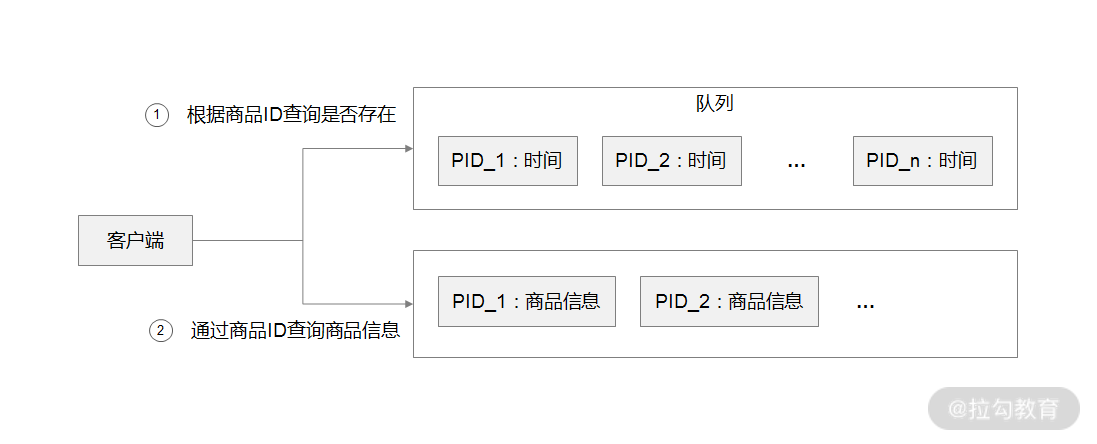 ① 根据商品ID查询是否存在
队列
PID_1：时间
PID_2：时间
...
PID_n：时间
客户端
PID_1：商品信息
PID_2：商品信息
...
② 通过商品ID查询商品信息
@拉勾教育